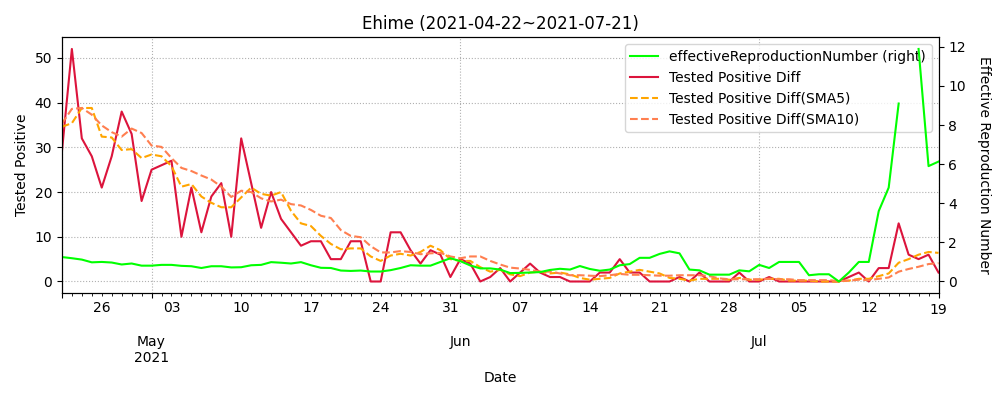 Ehime (2021-04-22~2021-07-21)
effectiveReproductionNumber (right)
Tested Positive Diff
Tested Positive Diff(SMA5)
Tested Positive Diff(SMA10)
Tested Positive
50
40
30
20
10
0
12
10
8
6
4
2
0
Effective Reproduction Number
26 03 10 17 24 31 07 14 21 28 05 12 19
May Jun Jul
2021
Date